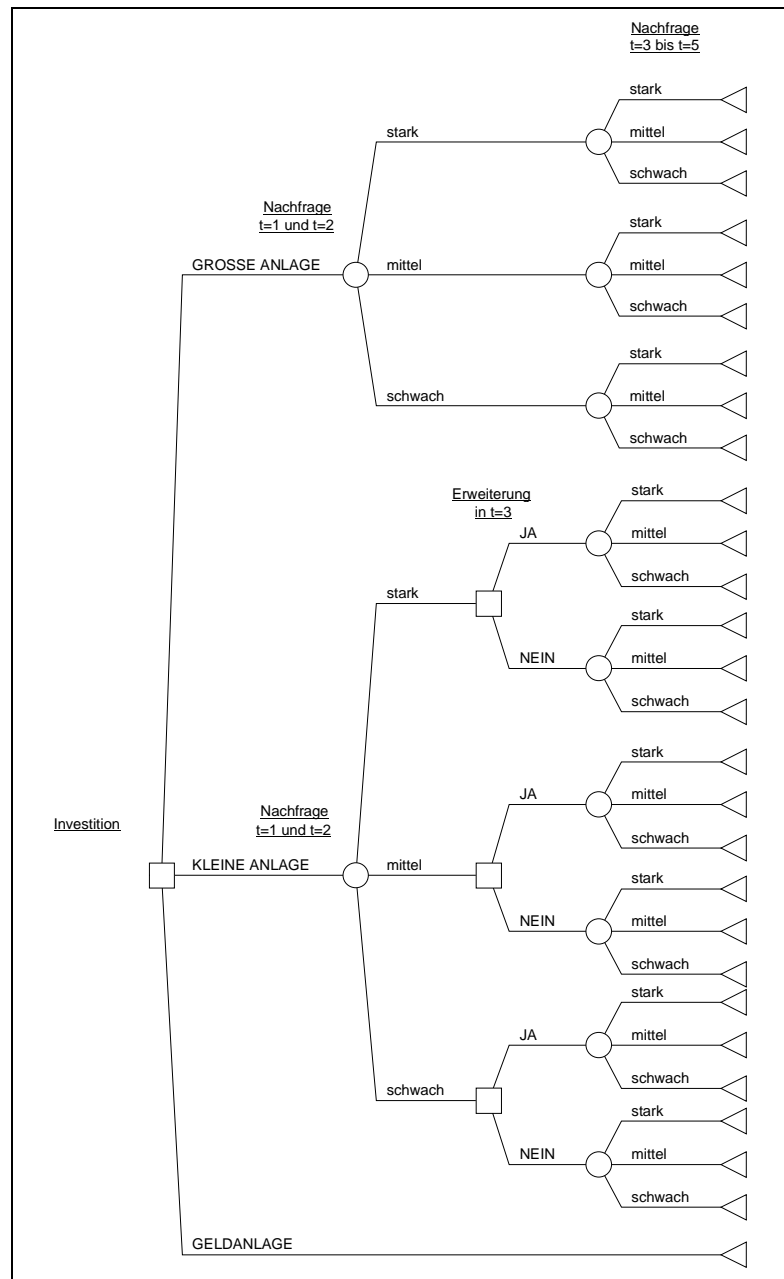 Nachfrage
t=3 bis t=5
stark
stark
mittel
schwach
Nachfrage
t=1 und t=2
stark
GROSSE ANLAGE
mittel
mittel
schwach
stark
schwach
mittel
schwach
Erweiterung
in t=3
stark
JA
mittel
schwach
stark
stark
NEIN
mittel
schwach
stark
JA
mittel
Investition
Nachfrage
t=1 und t=2
schwach
KLEINE ANLAGE
mittel
stark
NEIN
mittel
schwach
stark
JA
mittel
schwach
schwach
stark
NEIN
mittel
schwach
GELDANLAGE